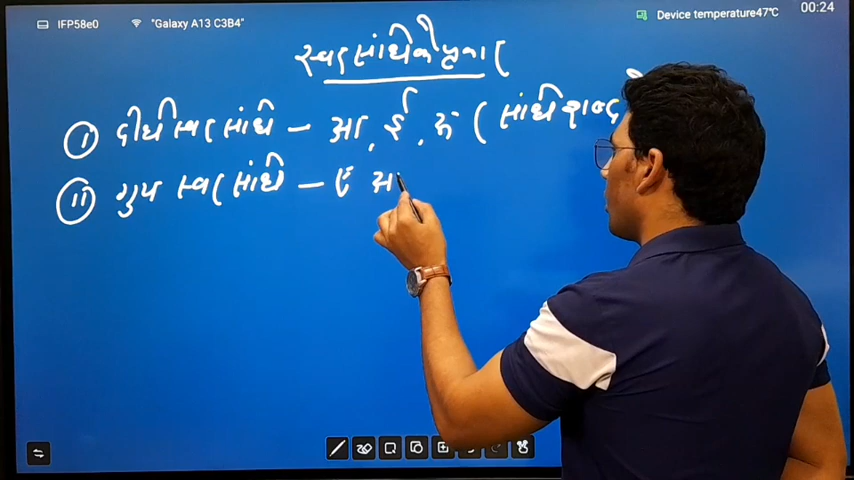 IFP58e0 "Galaxy A13 C3B4" Device temperature47℃ 00:24
સ્વરસંધિના પ્રકાર
(i) દીર્ઘ સ્વર સંધિ – આ, ઈ, ઊ (સંધિ શબ્દ
(ii) ગુણ સ્વર સંધિ – એ અ